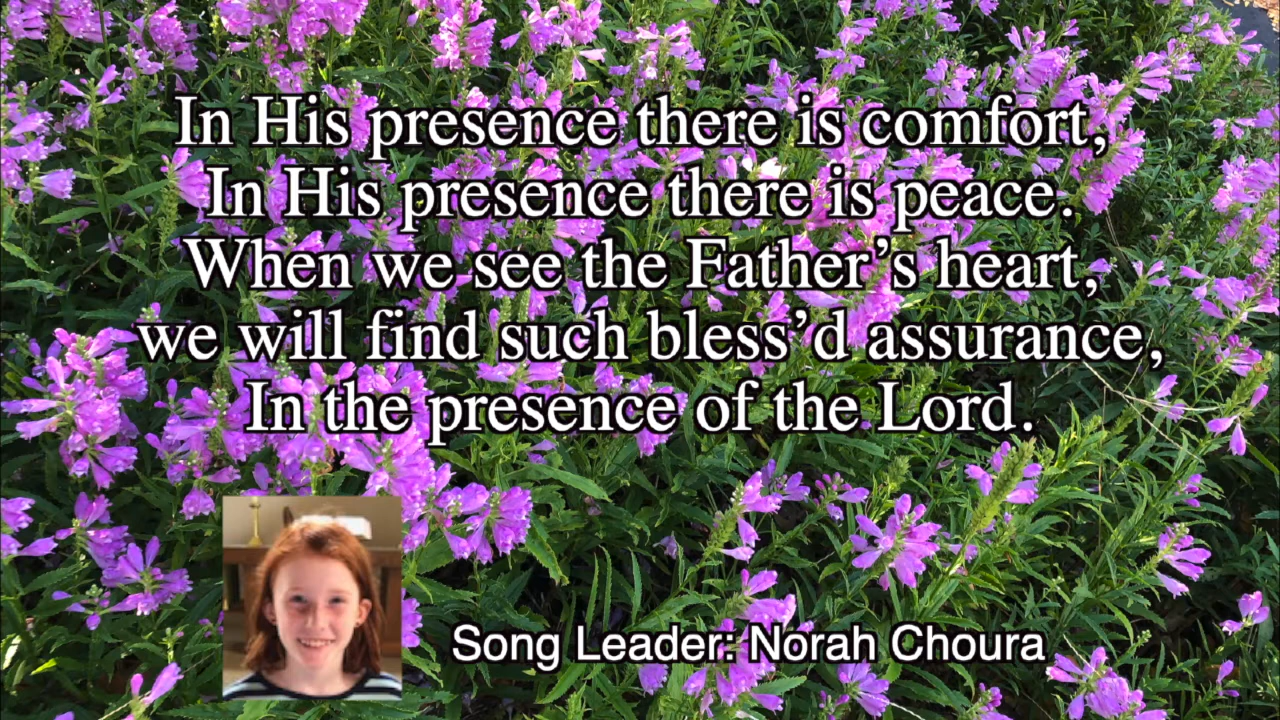 In His presence there is comfort,
In His presence there is peace.
When we see the Father’s heart,
we will find such bless’d assurance,
In the presence of the Lord.
Song Leader: Norah Choura